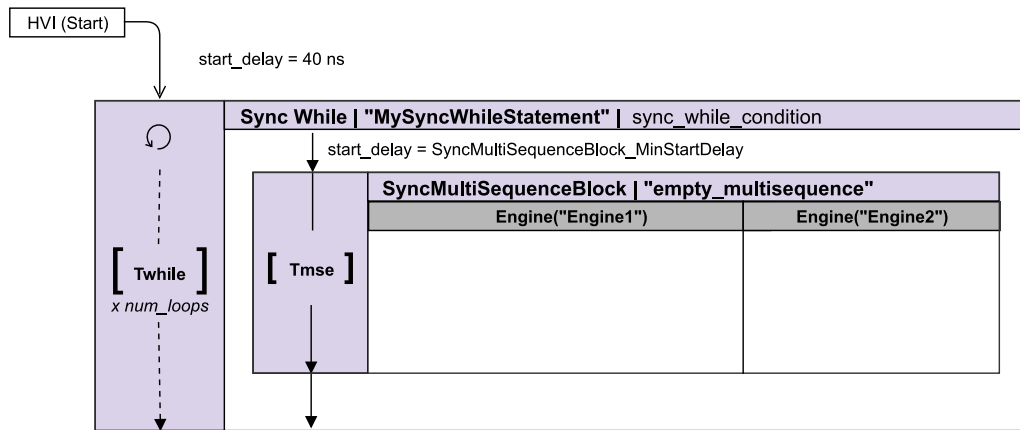 HVI (Start)
start_delay = 40 ns
Sync While | "MySyncWhileStatement" | sync_while_condition
start_delay = SyncMultiSequenceBlock_MinStartDelay
SyncMultiSequenceBlock | "empty_multisequence"
Engine("Engine1") Engine("Engine2")
[ Twhile ] [ Tmse ]
x num_loops